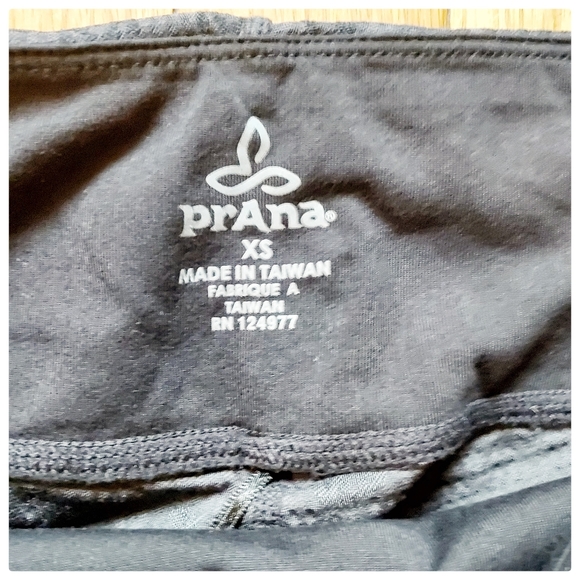 prAna®
XS
MADE IN TAIWAN
FABRIQUE A
TAIWAN
RN 124977